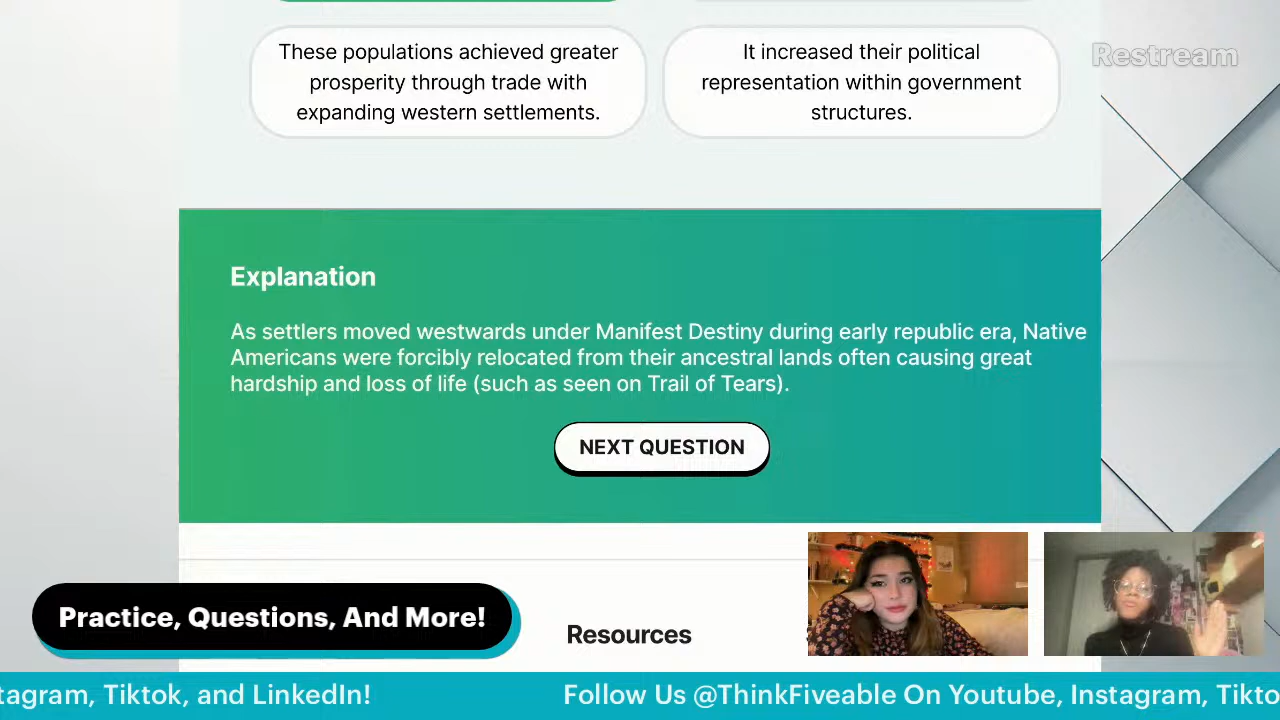 These populations achieved greater
prosperity through trade with
expanding western settlements.
It increased their political
representation within government
structures.
Restream
Explanation
As settlers moved westwards under Manifest Destiny during early republic era, Native
Americans were forcibly relocated from their ancestral lands often causing great
hardship and loss of life (such as seen on Trail of Tears).
NEXT QUESTION
Practice, Questions, And More!
Resources
tagram, Tiktok, and LinkedIn!
Follow Us @ThinkFiveable On Youtube, Instagram, Tikto